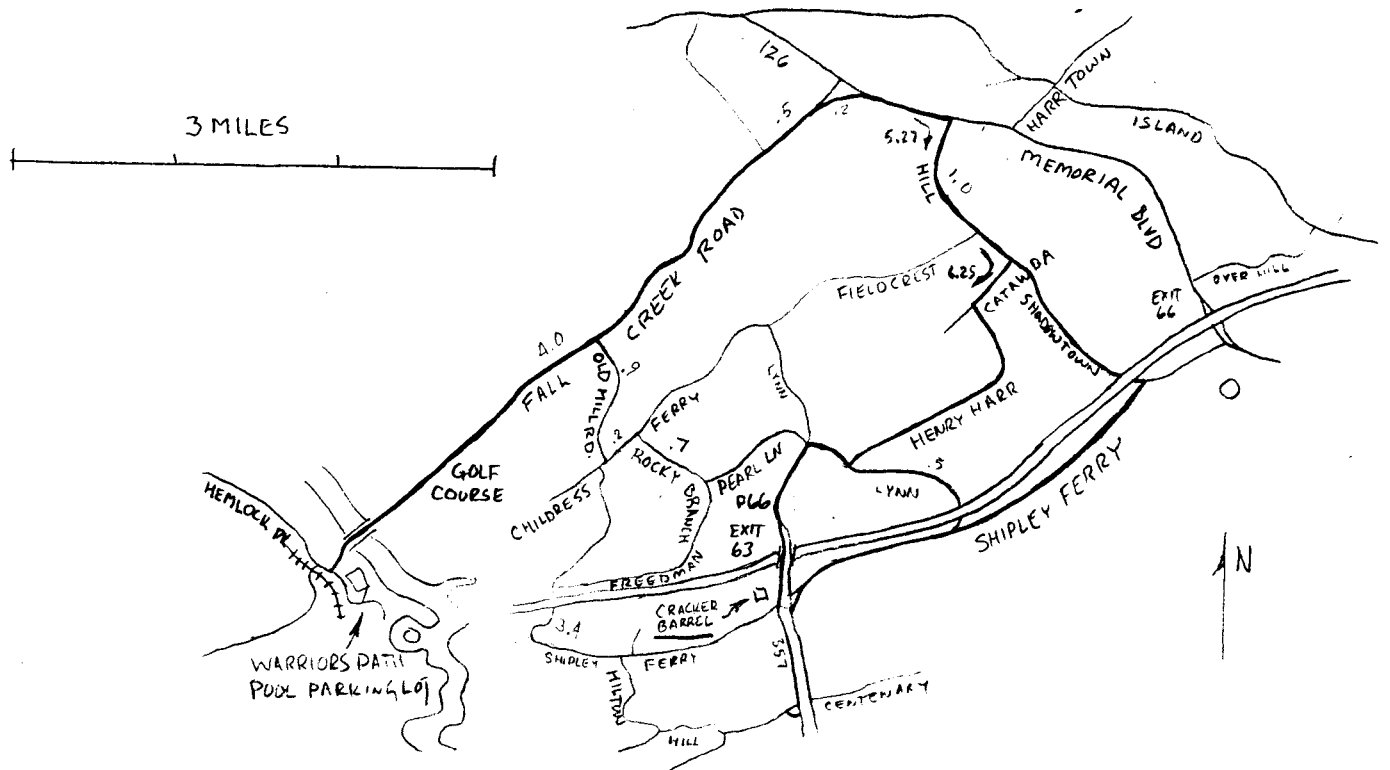 126
HARR TOWN
3 MILES
ISLAND
.5
.2
5.27
MEMORIAL BLVD
HILL
1.0
CREEK ROAD
OVER HILL
FIELDCREST
6.25
CATAWBA
EXIT
66
SHADOWTOWN
4.0
FALL
OLD MILL RD.
.9
LYNN
FERRY
HENRY HARR
.2
.7
GOLF
COURSE
ROCKY BRANCH
PEARL LN
.5
LYNN
HEMLOCK DR
CHILDRESS
P66
EXIT
63
SHIPLEY FERRY
FREEDMAN
N
CRACKER
BARREL
3.4
357
SHIPLEY FERRY
WARRIORS PATH
POOL PARKING LOT
HILTON
CENTENARY
HILL